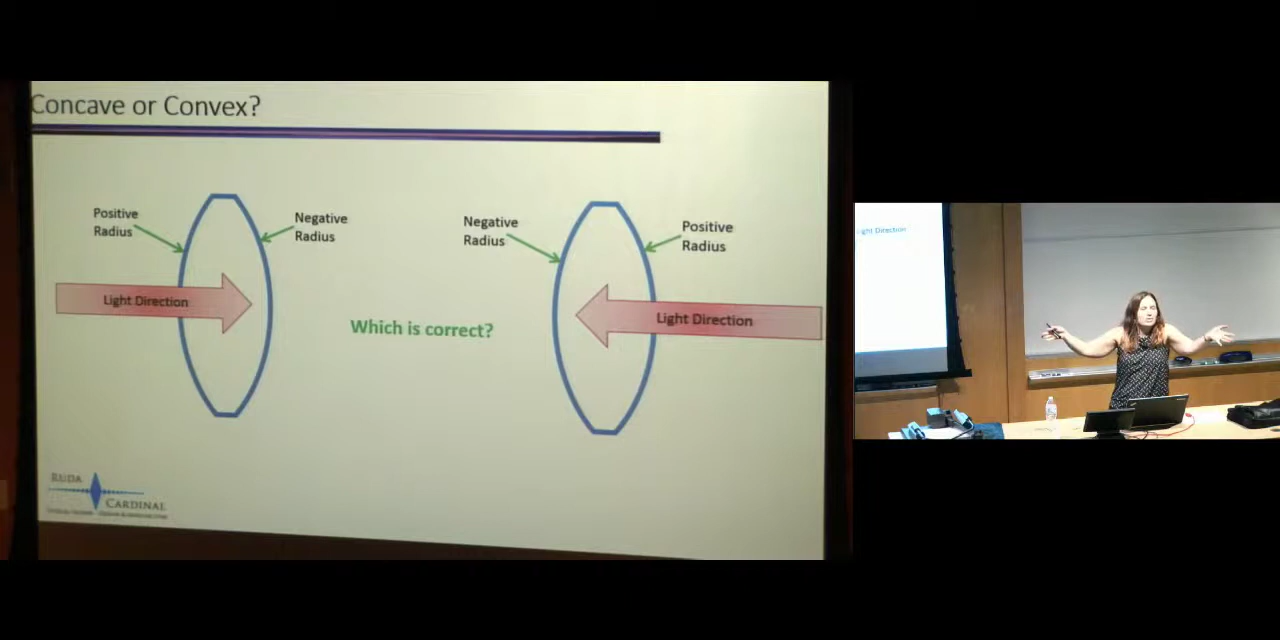 Concave or Convex?
Positive
Radius
Negative
Radius
Light Direction
Which is correct?
Negative
Radius
Positive
Radius
Light Direction
RUDA
CARDINAL
Light Direction